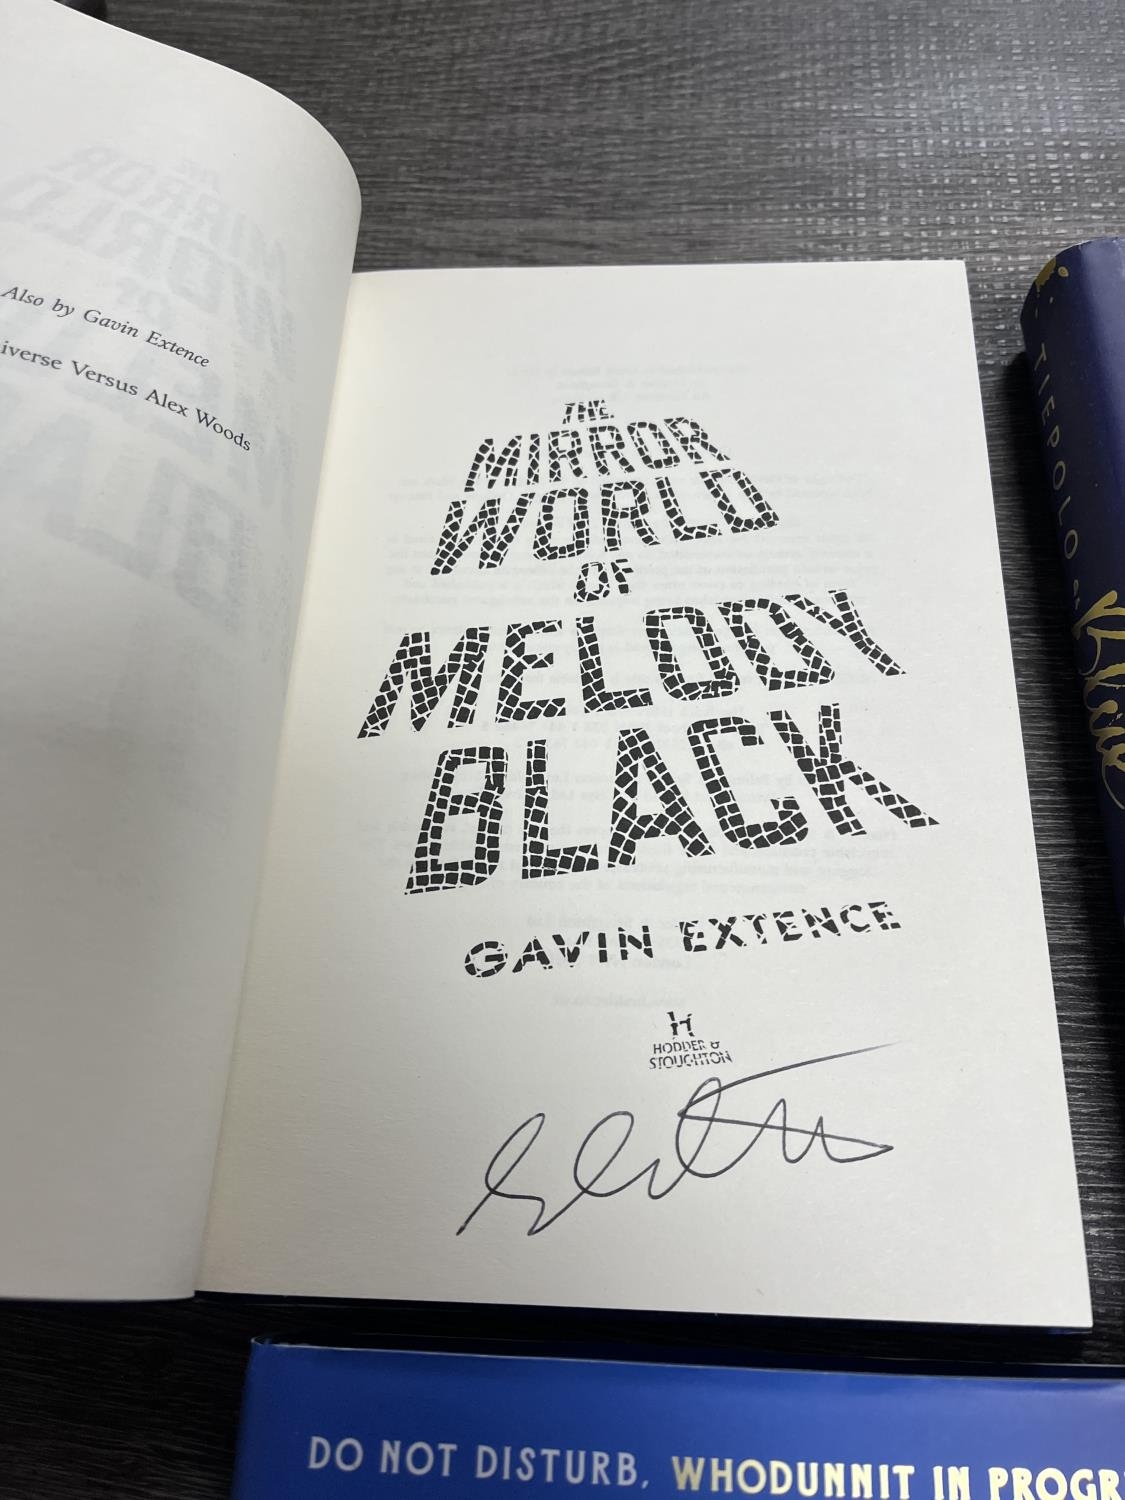 Also by Gavin Extence
iverse Versus Alex Woods
THE
MIRROR
WORLD
OF
MELODY
BLACK
GAVIN EXTENCE
H
HODDER &
STOUGHTON
TIEPOLO
BLUE
DO NOT DISTURB, WHODUNNIT IN PROGR